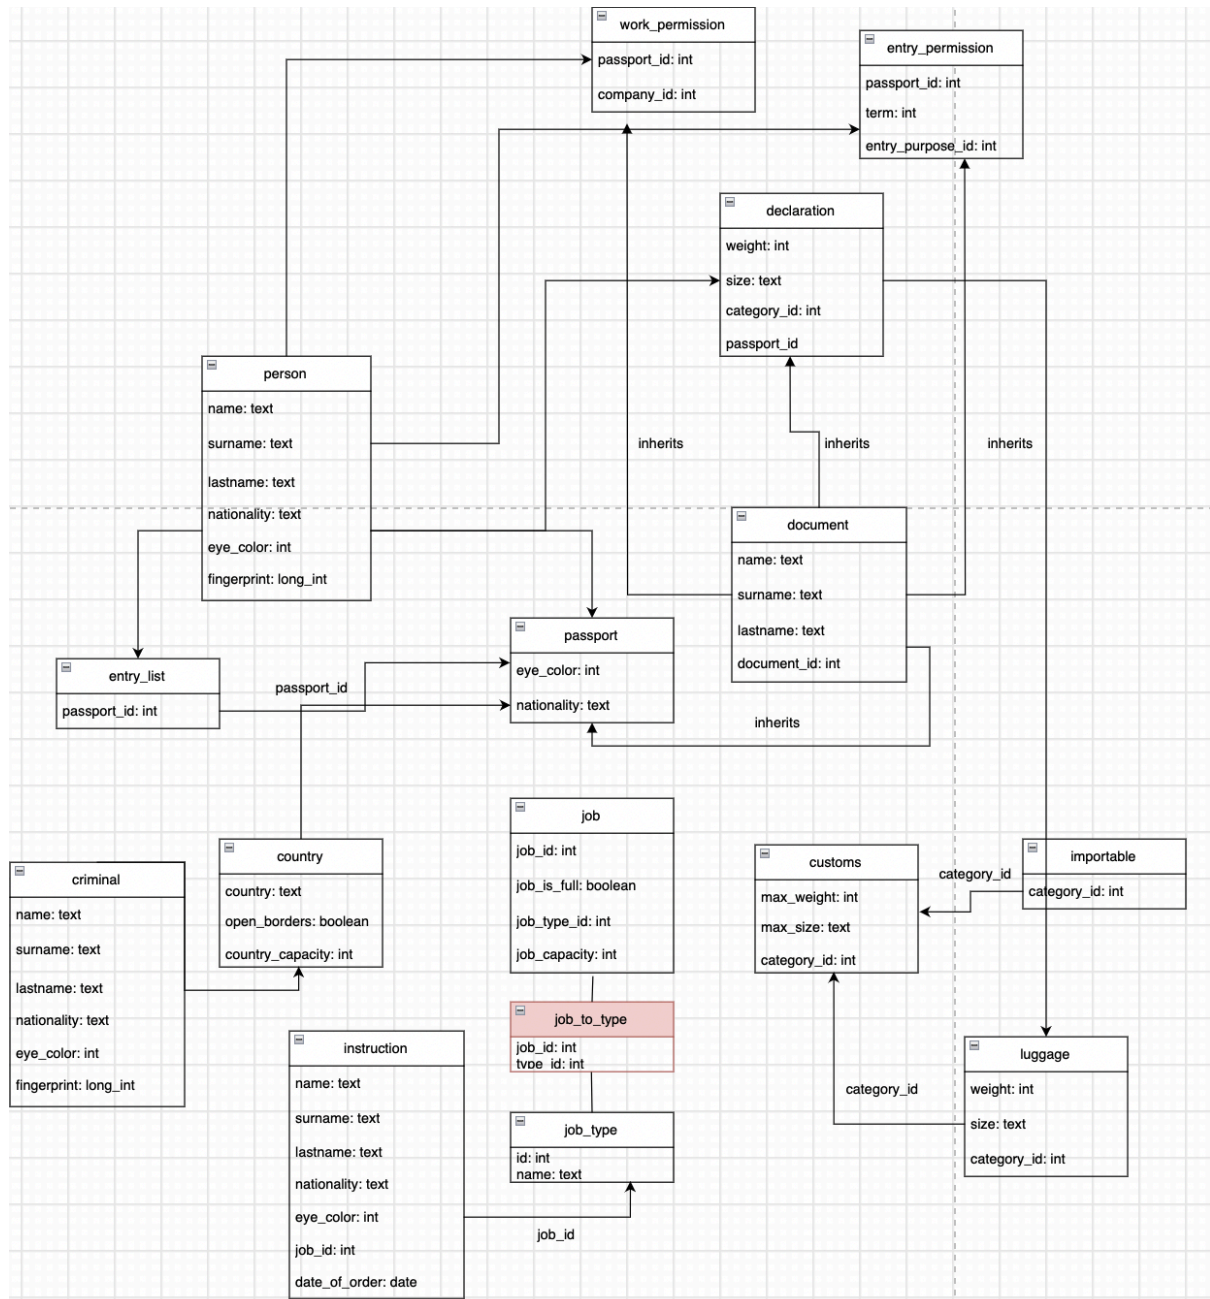 work_permission
passport_id: int
company_id: int
entry_permission
passport_id: int
term: int
entry_purpose_id: int
declaration
weight: int
size: text
category_id: int
passport_id
person
name: text
surname: text
lastname: text
nationality: text
eye_color: int
fingerprint: long_int
inherits
inherits
inherits
document
name: text
surname: text
lastname: text
document_id: int
inherits
passport
eye_color: int
nationality: text
entry_list
passport_id: int
passport_id
job
job_id: int
job_is_full: boolean
job_type_id: int
job_capacity: int
country
country: text
open_borders: boolean
country_capacity: int
criminal
name: text
surname: text
lastname: text
nationality: text
eye_color: int
fingerprint: long_int
customs
max_weight: int
max_size: text
category_id: int
category_id
importable
category_id: int
job_to_type
job_id: int
type_id: int
instruction
name: text
surname: text
lastname: text
nationality: text
eye_color: int
job_id: int
date_of_order: date
job_type
id: int
name: text
job_id
luggage
weight: int
size: text
category_id: int
category_id